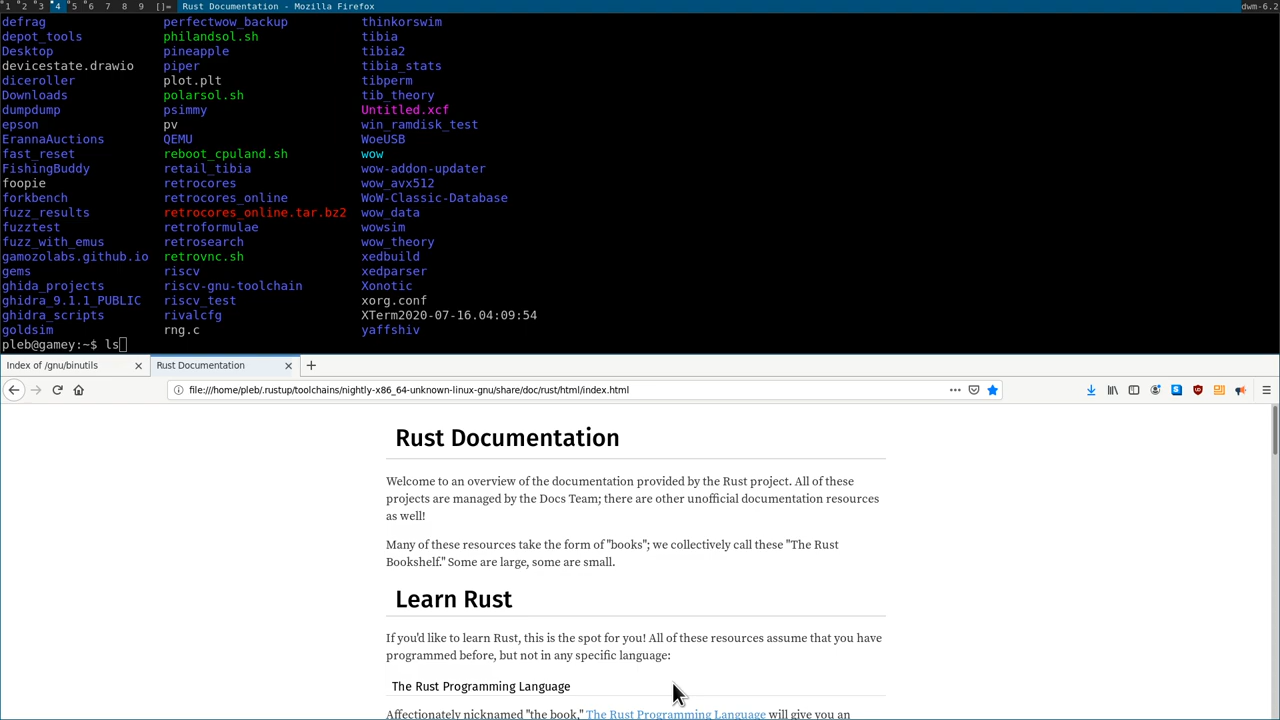 1 2 3 4 5 6 7 8 9 []= Rust Documentation - Mozilla Firefox dwm-6.2
defrag perfectwow_backup thinkorswim
depot_tools philandsol.sh tibia
Desktop pineapple tibia2
devicestate.drawio piper tibia_stats
diceroller plot.plt tibperm
Downloads polarsol.sh tib_theory
dumpdump psimmy Untitled.xcf
epson pv win_ramdisk_test
ErannaAuctions QEMU WoeUSB
fast_reset reboot_cpuland.sh wow
FishingBuddy retail_tibia wow-addon-updater
foopie retrocores wow_avx512
forkbench retrocores_online WoW-Classic-Database
fuzz_results retrocores_online.tar.bz2 wow_data
fuzztest retroformulae wowsim
fuzz_with_emus retrosearch wow_theory
gamozolabs.github.io retrovnc.sh xedbuild
gems riscv xedparser
ghida_projects riscv-gnu-toolchain Xonotic
ghidra_9.1.1_PUBLIC riscv_test xorg.conf
ghidra_scripts rivalcfg XTerm2020-07-16.04:09:54
goldsim rng.c yaffshiv
pleb@gamey:~$ ls
Index of /gnu/binutils Rust Documentation
file:///home/pleb/.rustup/toolchains/nightly-x86_64-unknown-linux-gnu/share/doc/rust/html/index.html
Rust Documentation
Welcome to an overview of the documentation provided by the Rust project. All of these
projects are managed by the Docs Team; there are other unofficial documentation resources
as well!
Many of these resources take the form of "books"; we collectively call these "The Rust
Bookshelf." Some are large, some are small.
Learn Rust
If you'd like to learn Rust, this is the spot for you! All of these resources assume that you have
programmed before, but not in any specific language:
The Rust Programming Language
Affectionately nicknamed "the book," The Rust Programming Language will give you an